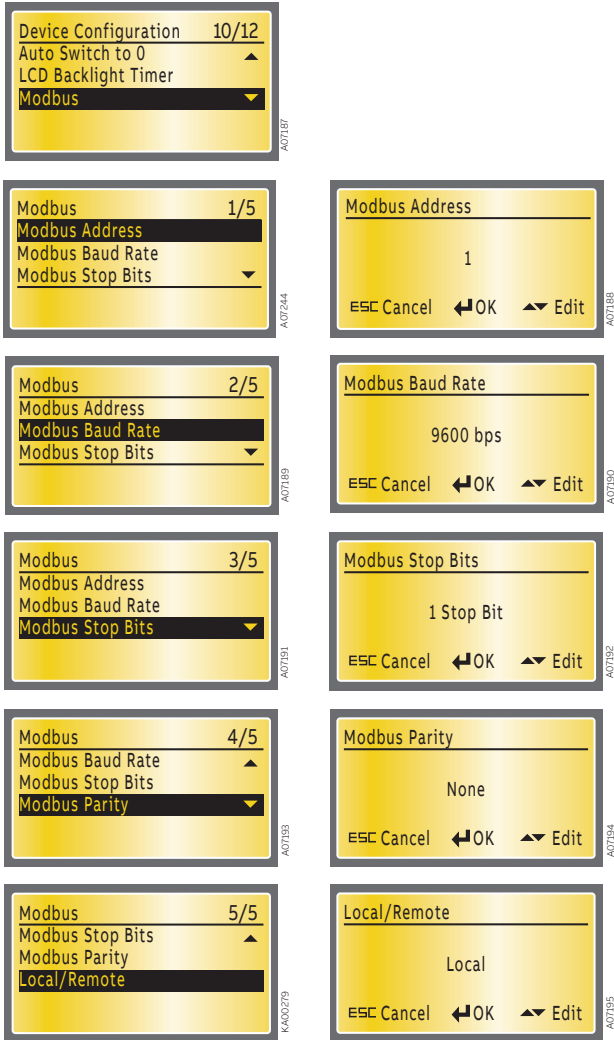 Device Configuration 10/12
Auto Switch to 0
LCD Backlight Timer
Modbus
A07187
Modbus 1/5
Modbus Address
Modbus Baud Rate
Modbus Stop Bits
A07244
Modbus Address
1
ESC Cancel OK Edit
A07188
Modbus 2/5
Modbus Address
Modbus Baud Rate
Modbus Stop Bits
A07189
Modbus Baud Rate
9600 bps
ESC Cancel OK Edit
A07190
Modbus 3/5
Modbus Address
Modbus Baud Rate
Modbus Stop Bits
A07191
Modbus Stop Bits
1 Stop Bit
ESC Cancel OK Edit
A07192
Modbus 4/5
Modbus Baud Rate
Modbus Stop Bits
Modbus Parity
A07193
Modbus Parity
None
ESC Cancel OK Edit
A07194
Modbus 5/5
Modbus Stop Bits
Modbus Parity
Local/Remote
KA00279
Local/Remote
Local
ESC Cancel OK Edit
A07195